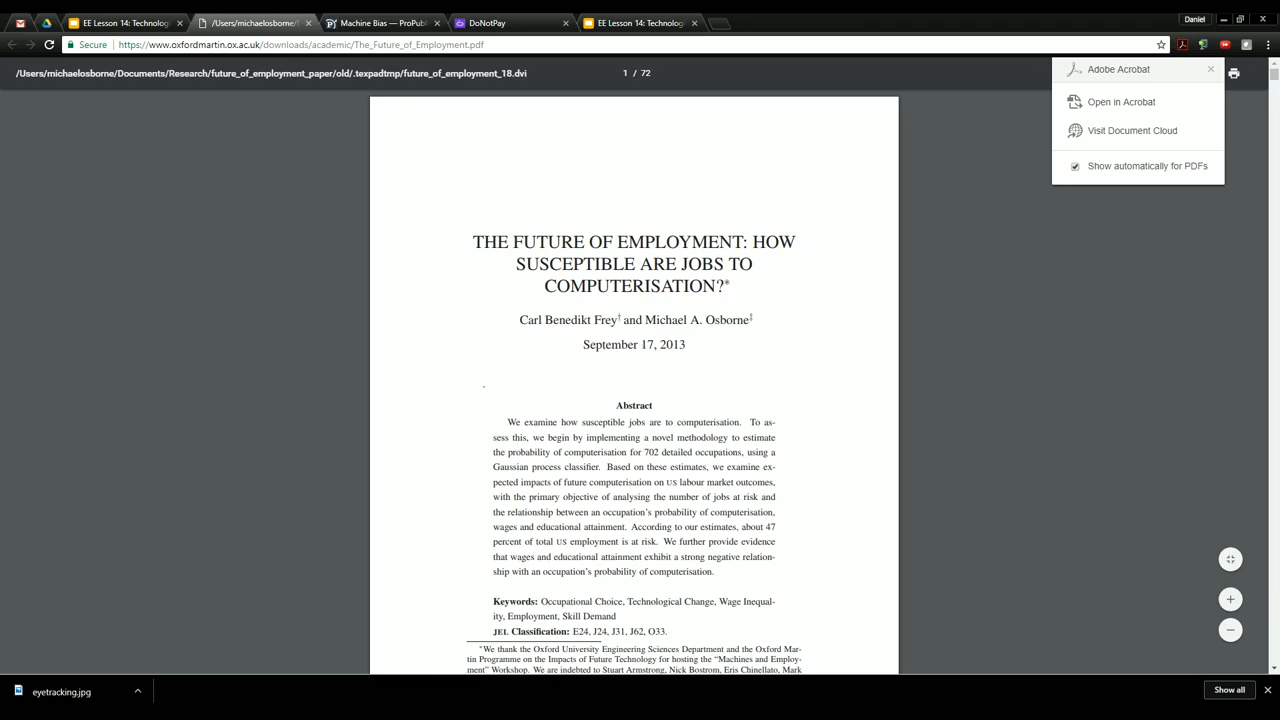 EE Lesson 14: Technolog
/Users/michaelosborne/
Machine Bias — ProPubl
DoNotPay
EE Lesson 14: Technolog
Daniel
Secure
https://www.oxfordmartin.ox.ac.uk/downloads/academic/The_Future_of_Employment.pdf
/Users/michaelosborne/Documents/Research/future_of_employment_paper/old/.texpadtmp/future_of_employment_18.dvi
1 / 72
Adobe Acrobat
Open in Acrobat
Visit Document Cloud
Show automatically for PDFs
THE FUTURE OF EMPLOYMENT: HOW
SUSCEPTIBLE ARE JOBS TO
COMPUTERISATION?*
Carl Benedikt Frey† and Michael A. Osborne‡
September 17, 2013
Abstract
We examine how susceptible jobs are to computerisation. To as-
sess this, we begin by implementing a novel methodology to estimate
the probability of computerisation for 702 detailed occupations, using a
Gaussian process classifier. Based on these estimates, we examine ex-
pected impacts of future computerisation on US labour market outcomes,
with the primary objective of analysing the number of jobs at risk and
the relationship between an occupation's probability of computerisation,
wages and educational attainment. According to our estimates, about 47
percent of total US employment is at risk. We further provide evidence
that wages and educational attainment exhibit a strong negative relation-
ship with an occupation's probability of computerisation.
Keywords: Occupational Choice, Technological Change, Wage Inequal-
ity, Employment, Skill Demand
JEL Classification: E24, J24, J31, J62, O33.
*We thank the Oxford University Engineering Sciences Department and the Oxford Mar-
tin Programme on the Impacts of Future Technology for hosting the "Machines and Employ-
ment" Workshop. We are indebted to Stuart Armstrong, Nick Bostrom, Eris Chinellato, Mark
eyetracking.jpg
Show all